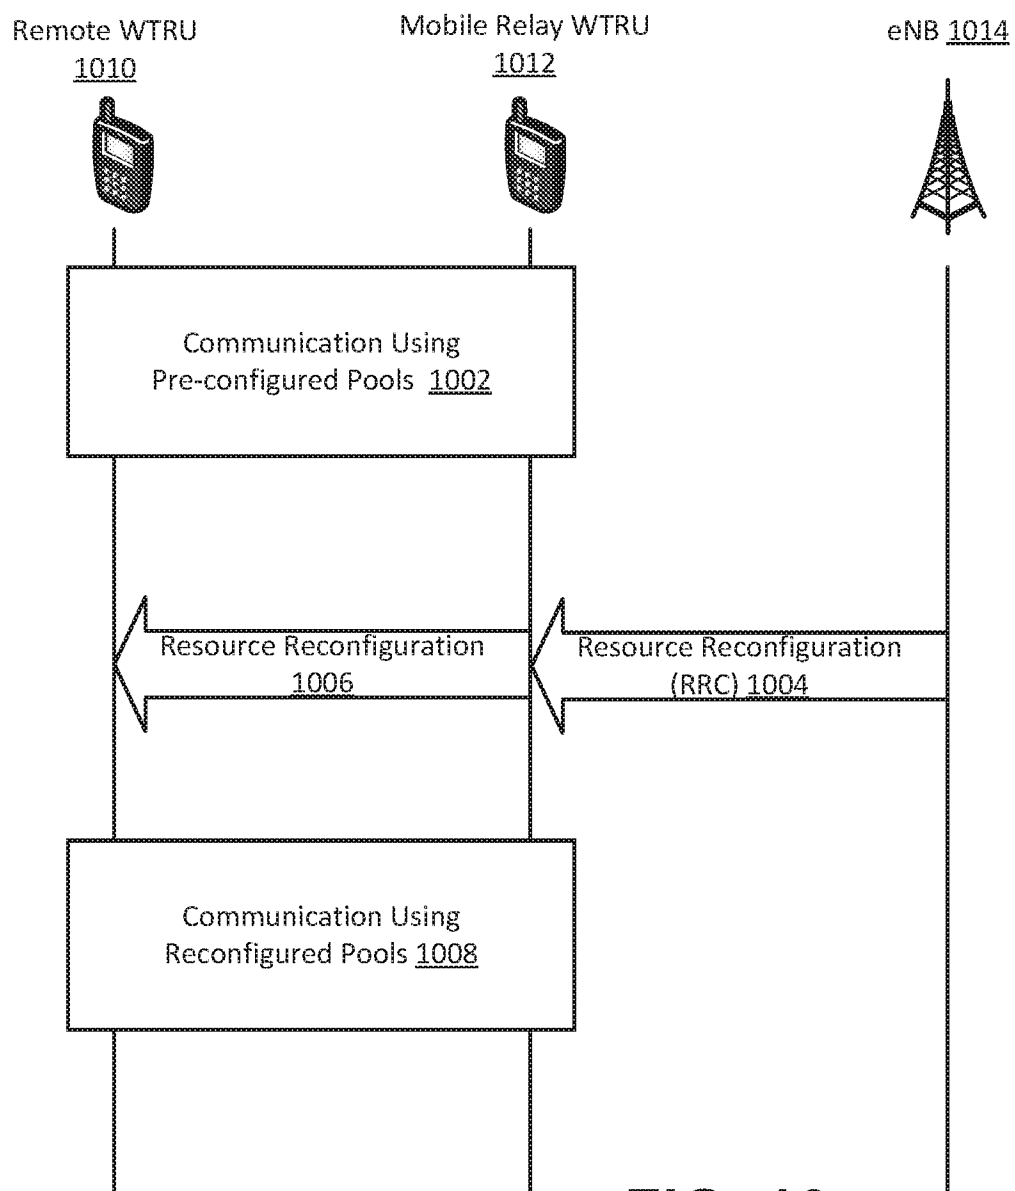 Remote WTRU
1010
Mobile Relay WTRU
1012
eNB 1014
Communication Using
Pre-configured Pools 1002
Resource Reconfiguration
1006
Resource Reconfiguration
(RRC) 1004
Communication Using
Reconfigured Pools 1008